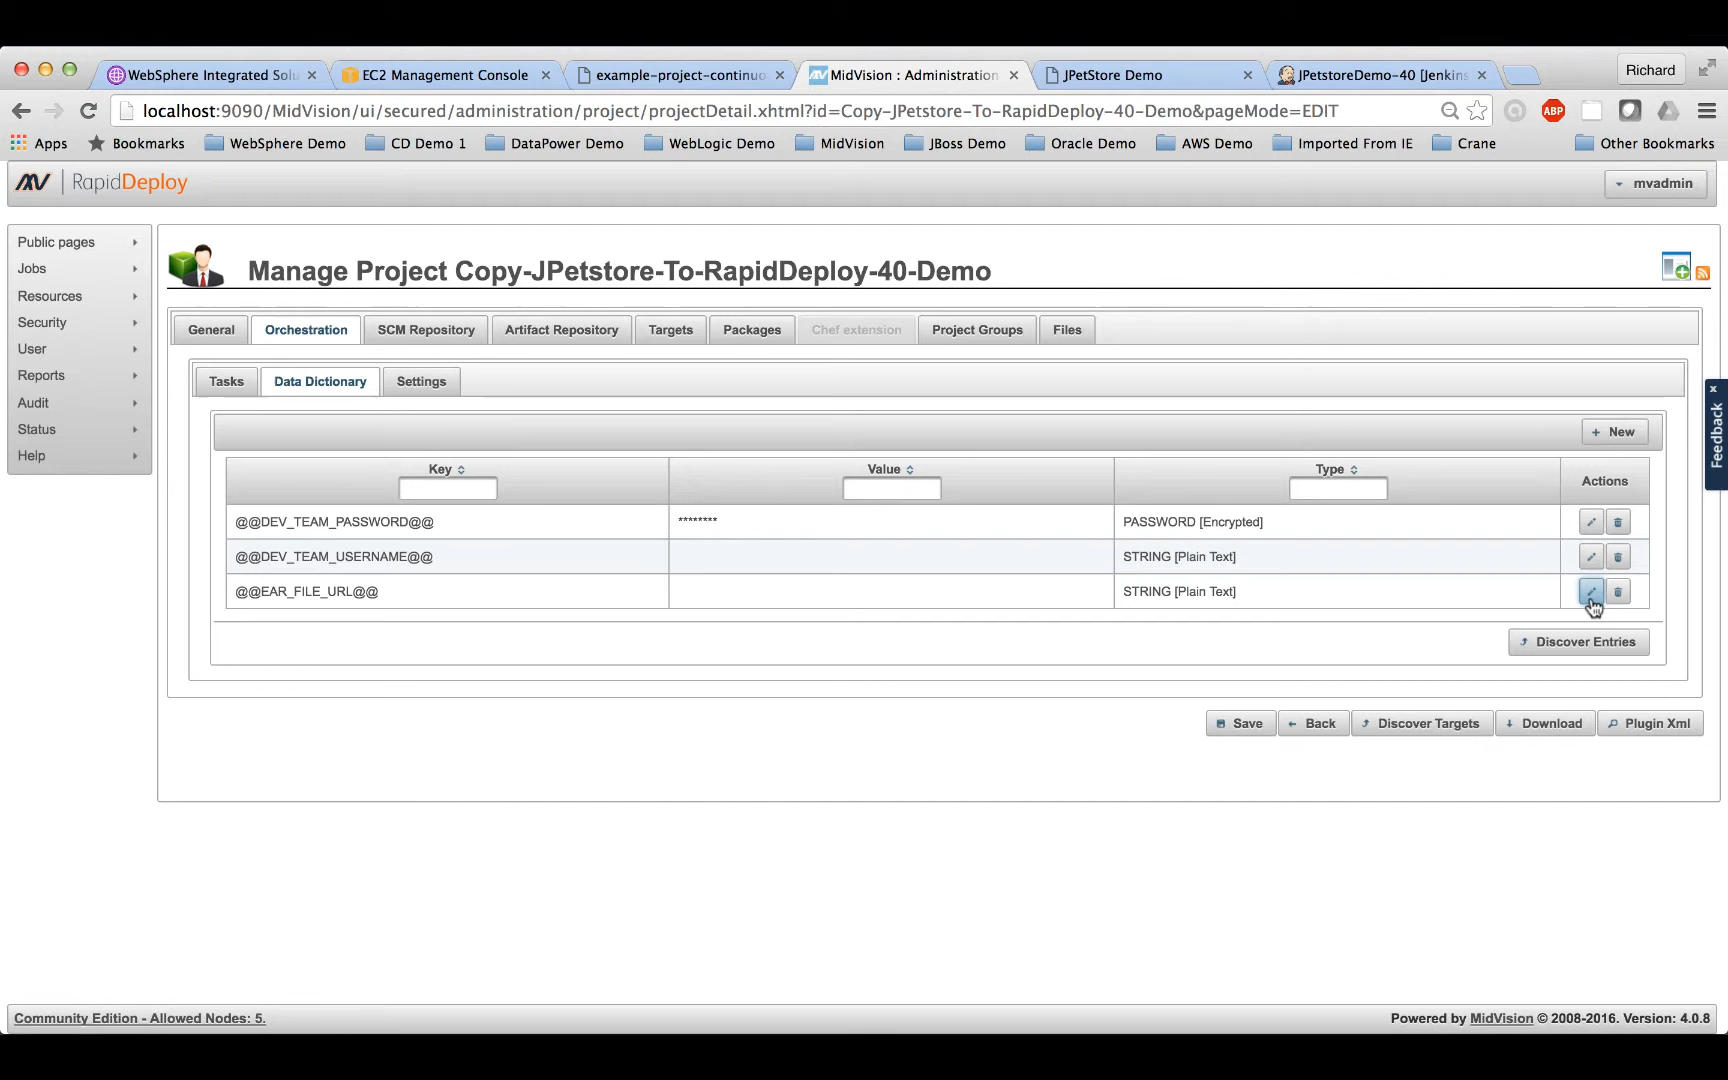 WebSphere Integrated Solu
EC2 Management Console
example-project-continuo
MidVision : Administration
JPetStore Demo
JPetstoreDemo-40 [Jenkins
Richard
localhost:9090/MidVision/ui/secured/administration/project/projectDetail.xhtml?id=Copy-JPetstore-To-RapidDeploy-40-Demo&pageMode=EDIT
ABP
Apps
Bookmarks
WebSphere Demo
CD Demo 1
DataPower Demo
WebLogic Demo
MidVision
JBoss Demo
Oracle Demo
AWS Demo
Imported From IE
Crane
Other Bookmarks
RapidDeploy
mvadmin
Public pages
Jobs
Resources
Security
User
Reports
Audit
Status
Help
Manage Project Copy-JPetstore-To-RapidDeploy-40-Demo
General
Orchestration
SCM Repository
Artifact Repository
Targets
Packages
Chef extension
Project Groups
Files
Tasks
Data Dictionary
Settings
+ New
Key
Value
Type
Actions
@@DEV_TEAM_PASSWORD@@
********
PASSWORD [Encrypted]
@@DEV_TEAM_USERNAME@@
STRING [Plain Text]
@@EAR_FILE_URL@@
STRING [Plain Text]
Discover Entries
Save
Back
Discover Targets
Download
Plugin Xml
x Feedback
Community Edition - Allowed Nodes: 5.
Powered by MidVision © 2008-2016. Version: 4.0.8